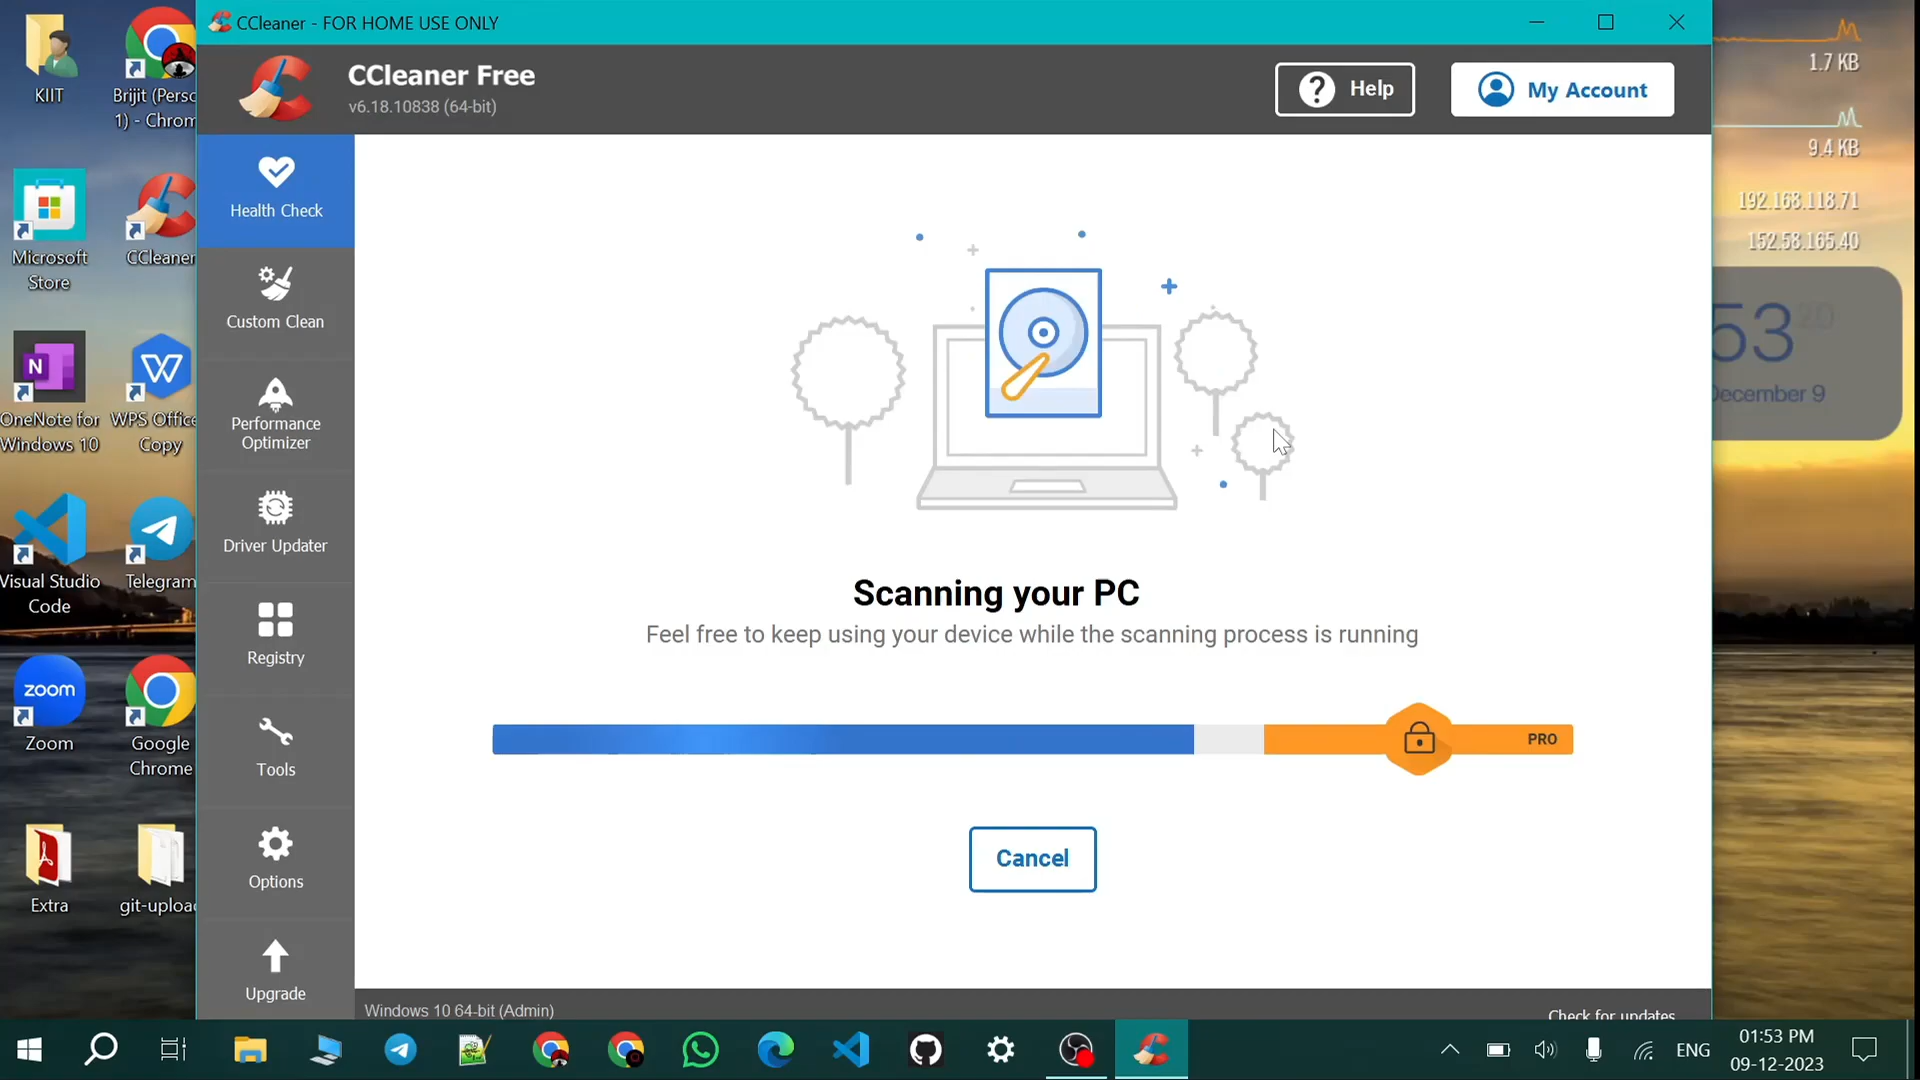 CCleaner - FOR HOME USE ONLY
CCleaner Free
v6.18.10838 (64-bit)
Help
My Account
Health Check
Custom Clean
Performance
Optimizer
Driver Updater
Registry
Tools
Options
Upgrade
Scanning your PC
Feel free to keep using your device while the scanning process is running
PRO
Cancel
Windows 10 64-bit (Admin)
Check for updates
KIIT
Brijit (Perso
1) - Chrom
Microsoft
Store
CCleaner
OneNote for
Windows 10
WPS Office
Copy
Visual Studio
Code
Telegram
zoom
Zoom
Google
Chrome
Extra
git-uploa
1.7 KB
9.4 KB
192.168.118.71
152.58.165.40
53
20
December 9
ENG
01:53 PM
09-12-2023